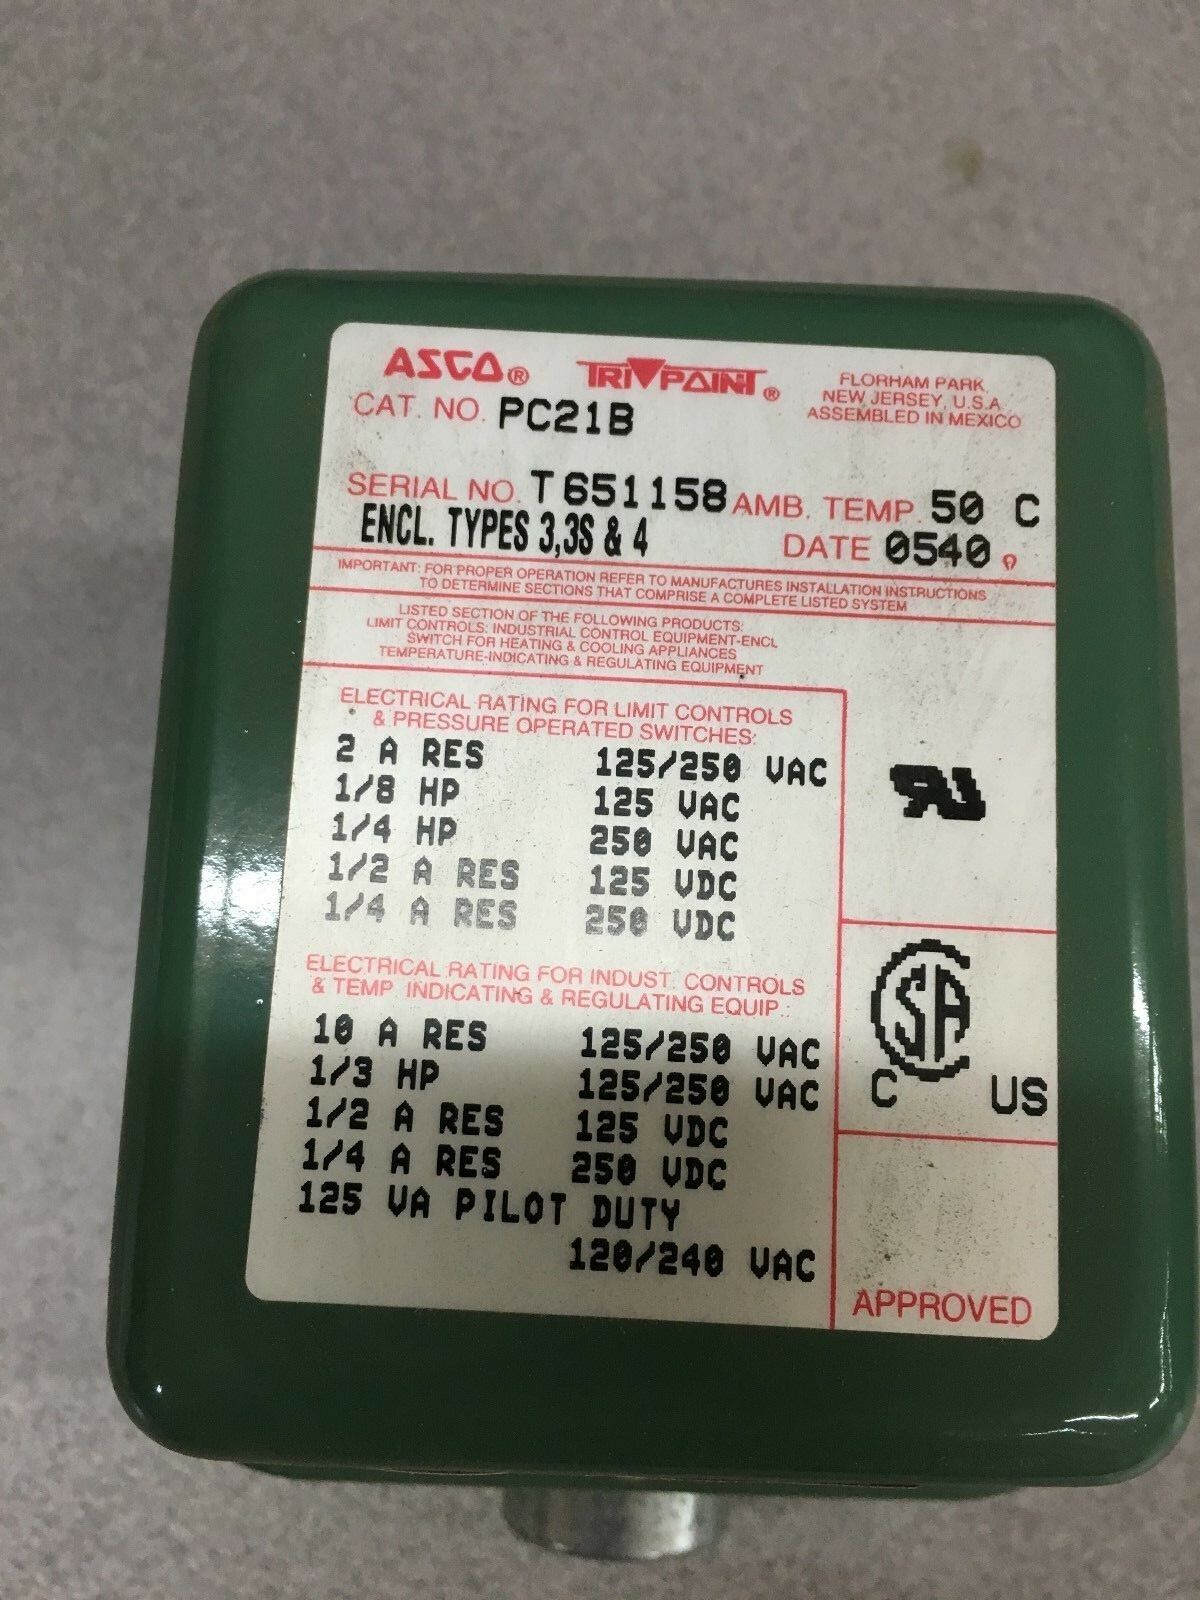 ASCO® TRI POINT® FLORHAM PARK,
NEW JERSEY, U.S.A.
ASSEMBLED IN MEXICO
CAT. NO. PC21B
SERIAL NO. T651158 AMB. TEMP. 50 C
ENCL. TYPES 3,3S & 4 DATE 0540
IMPORTANT: FOR PROPER OPERATION REFER TO MANUFACTURES INSTALLATION INSTRUCTIONS
TO DETERMINE SECTIONS THAT COMPRISE A COMPLETE LISTED SYSTEM
LISTED SECTION OF THE FOLLOWING PRODUCTS:
LIMIT CONTROLS: INDUSTRIAL CONTROL EQUIPMENT-ENCL
SWITCH FOR HEATING & COOLING APPLIANCES
TEMPERATURE-INDICATING & REGULATING EQUIPMENT
ELECTRICAL RATING FOR LIMIT CONTROLS
& PRESSURE OPERATED SWITCHES:
2 A RES 125/250 VAC
1/8 HP 125 VAC
1/4 HP 250 VAC
1/2 A RES 125 VDC
1/4 A RES 250 VDC
RU
ELECTRICAL RATING FOR INDUST. CONTROLS
& TEMP. INDICATING & REGULATING EQUIP.:
10 A RES 125/250 VAC
1/3 HP 125/250 VAC
1/2 A RES 125 VDC
1/4 A RES 250 VDC
125 VA PILOT DUTY
120/240 VAC
CSA
C US
APPROVED